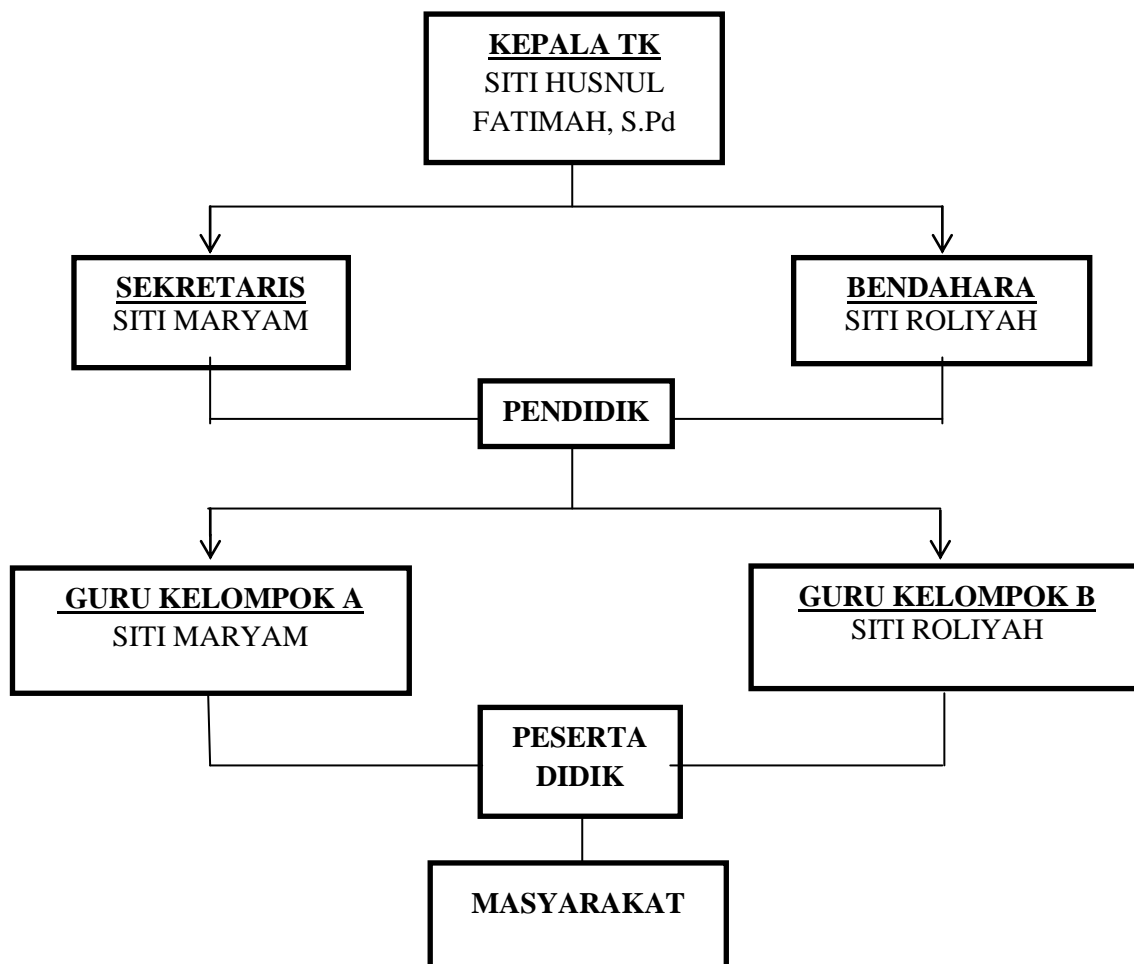 KEPALA TK
SITI HUSNUL
FATIMAH, S.Pd
SEKRETARIS
SITI MARYAM
BENDAHARA
SITI ROLIYAH
PENDIDIK
GURU KELOMPOK A
SITI MARYAM
GURU KELOMPOK B
SITI ROLIYAH
PESERTA
DIDIK
MASYARAKAT